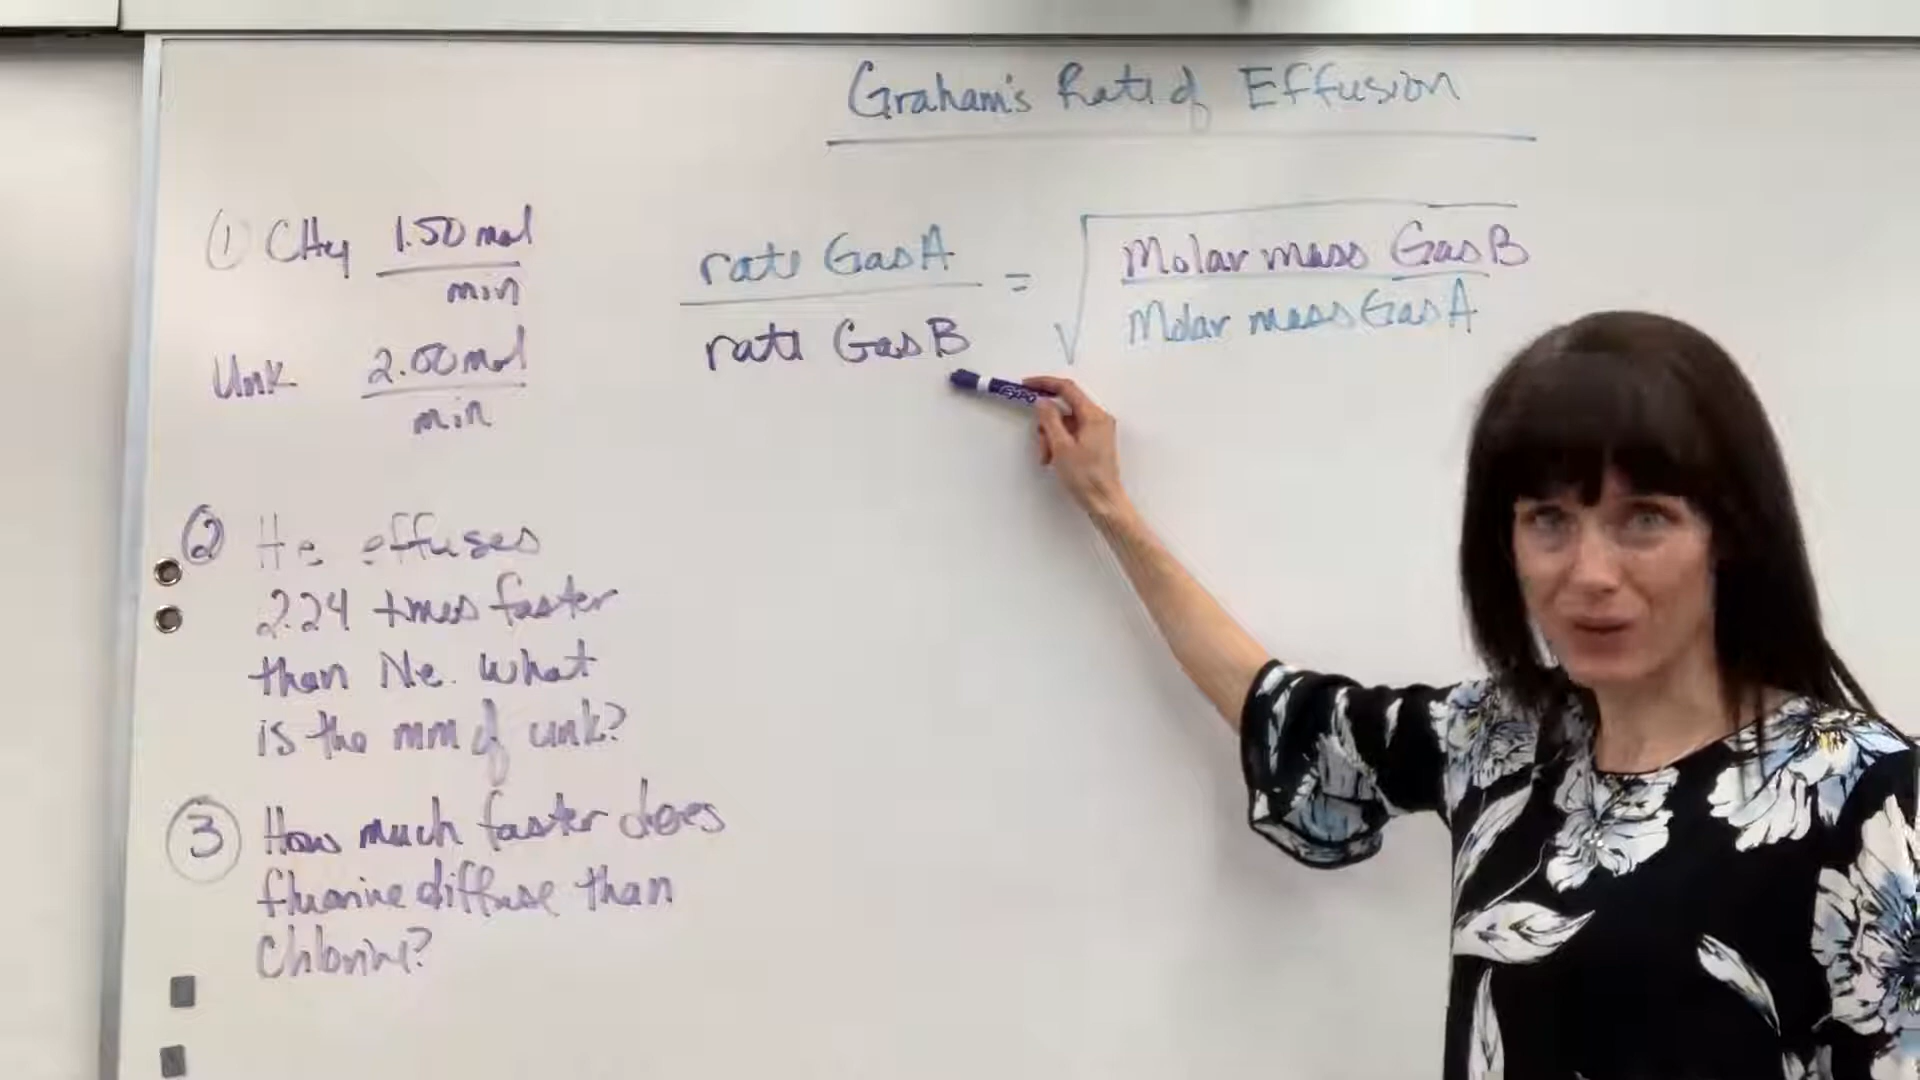 Graham's Rate of Effusion
① CH4 1.50 mol
min
Unk. 2.00 mol
min
rate Gas A
rate Gas B
=
√
Molar mass Gas B
Molar mass Gas A
EXPO
② He effuses
2.24 times faster
than Ne. What
is the mm of unk?
③ How much faster does
fluorine diffuse than
Chlorine?